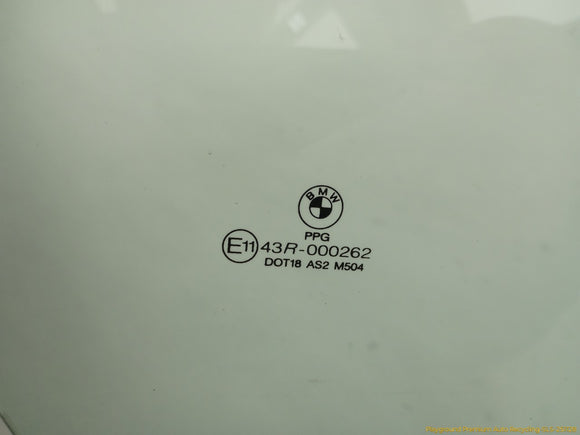 BMW
PPG
E11 43R-000262
DOT18 AS2 M504